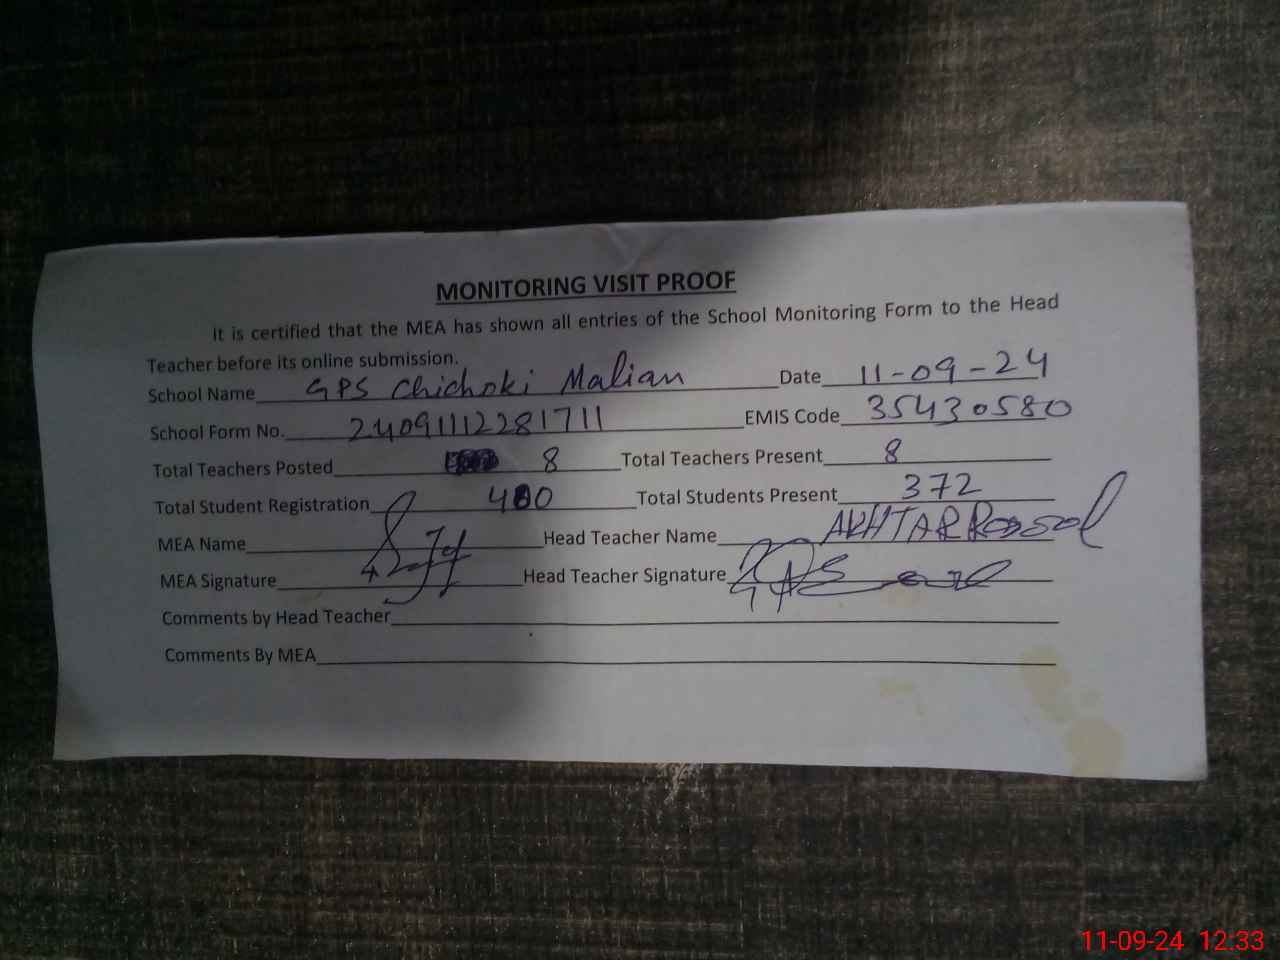 MONITORING VISIT PROOF
It is certified that the MEA has shown all entries of the School Monitoring Form to the Head
Teacher before its online submission.
School Name GPS Chichoki Malian Date 11-09-24
School Form No. 24091112281711 EMIS Code 35430580
Total Teachers Posted 8 Total Teachers Present 8
Total Student Registration 400 Total Students Present 372
MEA Name Head Teacher Name AKHTAR Rasool
MEA Signature Head Teacher Signature
Comments by Head Teacher
Comments By MEA
11-09-24 12:33